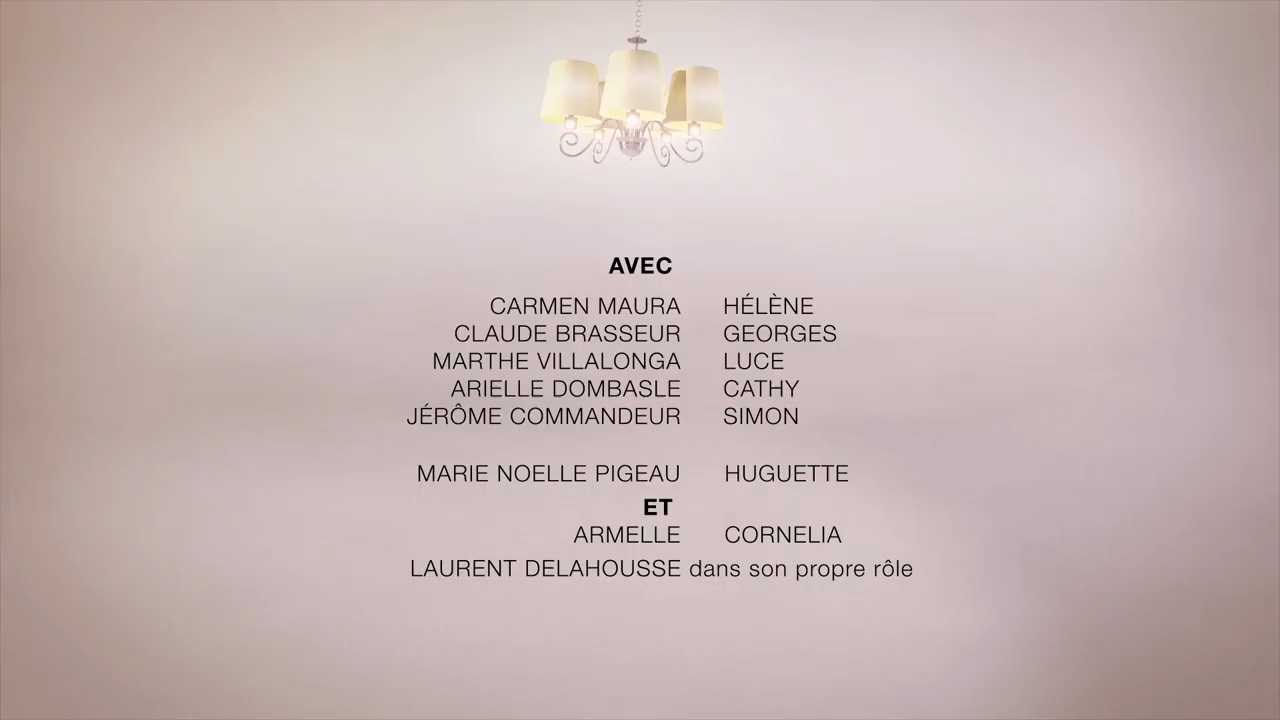 AVEC
CARMEN MAURA HÉLÈNE
CLAUDE BRASSEUR GEORGES
MARTHE VILLALONGA LUCE
ARIELLE DOMBASLE CATHY
JÉRÔME COMMANDEUR SIMON
MARIE NOELLE PIGEAU HUGUETTE
ET
ARMELLE CORNELIA
LAURENT DELAHOUSSE dans son propre rôle